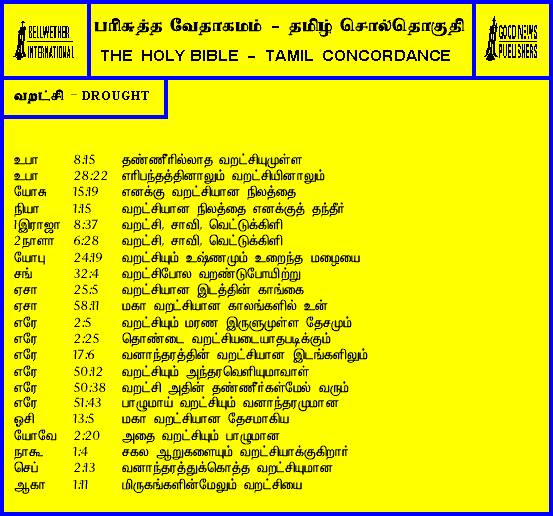 BELLWETHER
INTERNATIONAL
பரிசுத்த வேதாகமம் - தமிழ் சொல்தொகுதி
THE HOLY BIBLE - TAMIL CONCORDANCE
GOOD NEWS
PUBLISHERS
வறட்சி - DROUGHT
உபா 8:15 தண்ணீரில்லாத வறட்சியுமுள்ள
உபா 28:22 எரிபந்தத்தினாலும் வறட்சியினாலும்
யோசு 15:19 எனக்கு வறட்சியான நிலத்தை
நியா 1:15 வறட்சியான நிலத்தை எனக்குத் தந்தீர்
1இராஜா 8:37 வறட்சி, சாவி, வெட்டுக்கிளி
2நாளா 6:28 வறட்சி, சாவி, வெட்டுக்கிளி
யோபு 24:19 வறட்சியும் உஷ்ணமும் உறைந்த மழையை
சங் 32:4 வறட்சிபோல வறண்டுபோயிற்று
ஏசா 25:5 வறட்சியான இடத்தின் காங்கை
ஏசா 58:11 மகா வறட்சியான காலங்களில் உன்
எரே 2:5 வறட்சியும் மரண இருளுமுள்ள தேசமும்
எரே 2:25 தொண்டை வறட்சியடையாதபடிக்கும்
எரே 17:6 வனாந்தரத்தின் வறட்சியான இடங்களிலும்
எரே 50:12 வறட்சியும் அந்தரவெளியுமாவாள்
எரே 50:38 வறட்சி அதின் தண்ணீர்கள்மேல் வரும்
எரே 51:43 பாழுமாய் வறட்சியும் வனாந்தரமுமான
ஓசி 13:5 மகா வறட்சியான தேசமாகிய
யோவே 2:20 அதை வறட்சியும் பாழுமான
நாகூ 1:4 சகல ஆறுகளையும் வறட்சியாக்குகிறார்
செப் 2:13 வனாந்தரத்துக்கொத்த வறட்சியுமான
ஆகா 1:11 மிருகங்களின்மேலும் வறட்சியை